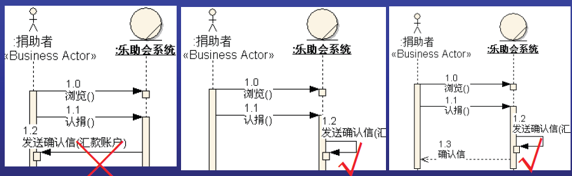 :捐助者
«Business Actor»
:乐助会系统
1.0
浏览()
1.1
认捐()
1.2
发送确认信(汇款账户)
:捐助者
«Business Actor»
:乐助会系统
1.0
浏览()
1.1
认捐()
1.2
发送确认信(汇
:捐助者
«Business Actor»
:乐助会系统
1.0
浏览()
1.1
认捐()
1.2
发送确认信(汇
1.3
确认信